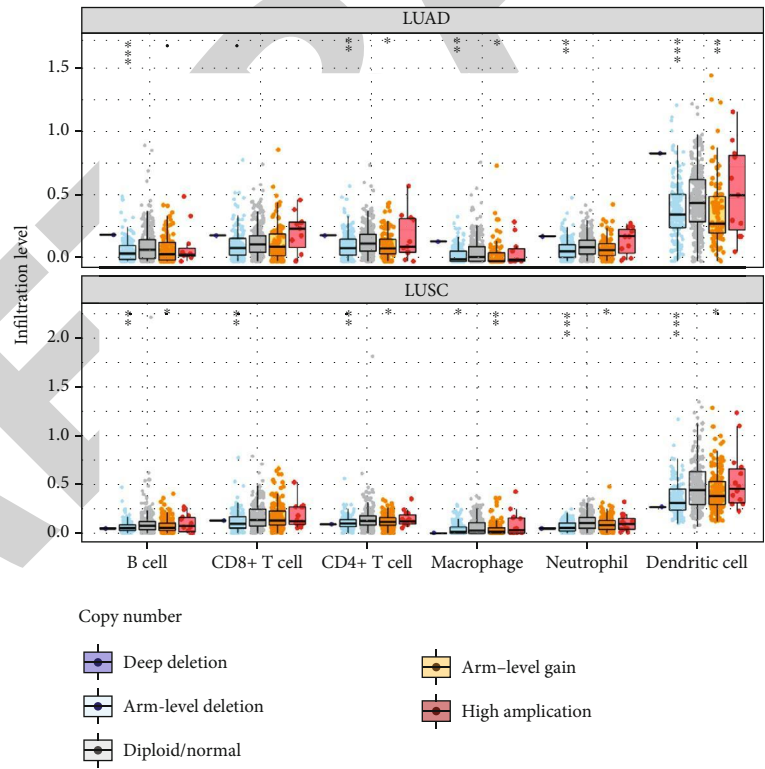 LUAD
*** . . ** * ** * ** *** **
1.5
1.0
0.5
0.0
Infiltration level
LUSC
2.0
1.5
1.0
0.5
0.0
B cell CD8+ T cell CD4+ T cell Macrophage Neutrophil Dendritic cell
Copy number
Deep deletion
Arm-level deletion
Diploid/normal
Arm–level gain
High amplication